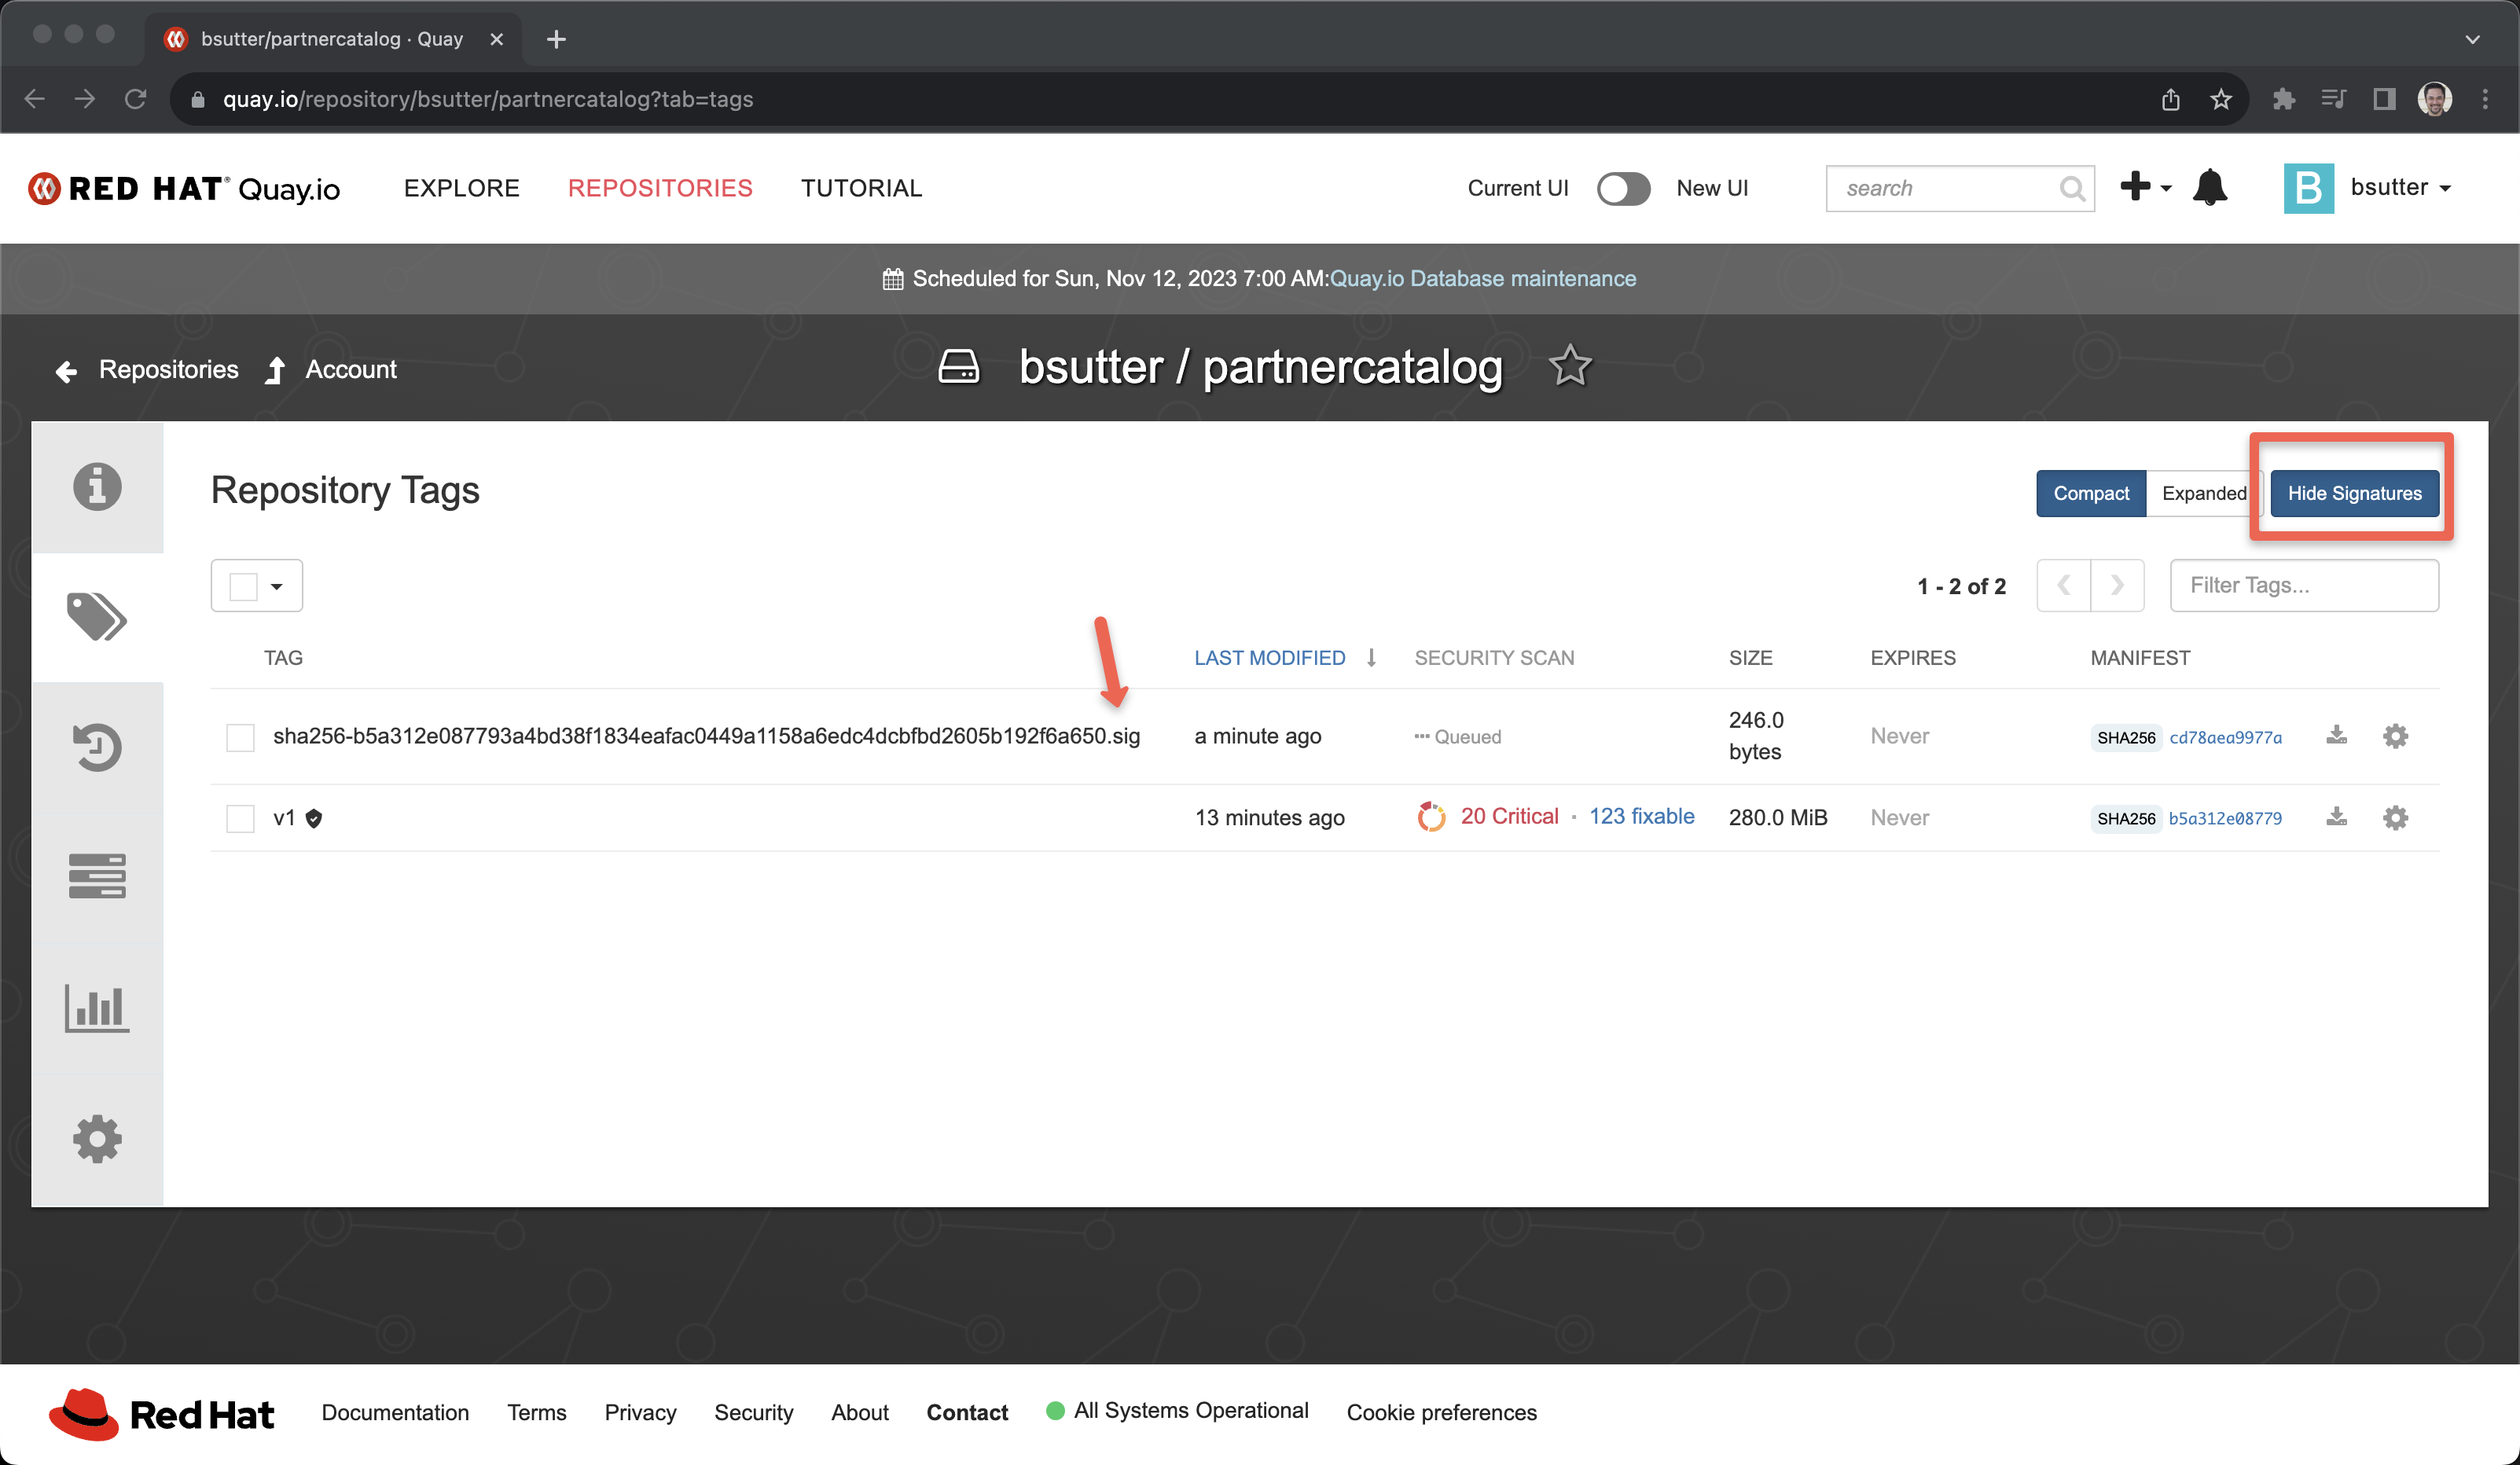 bsutter/partnercatalog · Quay
quay.io/repository/bsutter/partnercatalog?tab=tags
RED HAT® Quay.io
EXPLORE
REPOSITORIES
TUTORIAL
Current UI
New UI
search
B
bsutter
Scheduled for Sun, Nov 12, 2023 7:00 AM:Quay.io Database maintenance
Repositories
Account
bsutter / partnercatalog
Repository Tags
Compact
Expanded
Hide Signatures
1 - 2 of 2
Filter Tags...
TAG
LAST MODIFIED
SECURITY SCAN
SIZE
EXPIRES
MANIFEST
sha256-b5a312e087793a4bd38f1834eafac0449a1158a6edc4dcbfbd2605b192f6a650.sig
a minute ago
Queued
246.0
bytes
Never
SHA256 cd78aea9977a
v1
13 minutes ago
20 Critical · 123 fixable
280.0 MiB
Never
SHA256 b5a312e08779
Red Hat
Documentation
Terms
Privacy
Security
About
Contact
All Systems Operational
Cookie preferences